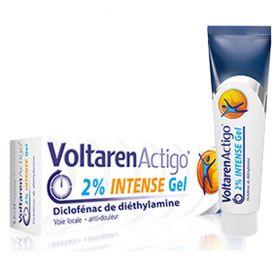 VoltarenActigo®
2% INTENSE Gel
Diclofénac de diéthylamine
Voie locale - anti-douleur
VoltarenActigo
2% INTENSE Gel